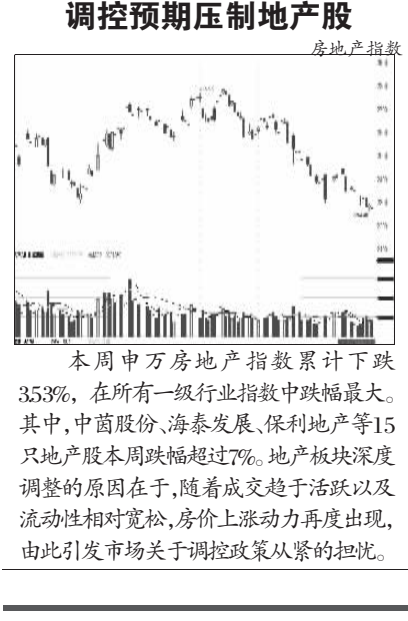 调控预期压制地产股
房地产指数
本周申万房地产指数累计下跌
3.53%，在所有一级行业指数中跌幅最大。
其中，中茵股份、海泰发展、保利地产等15
只地产股本周跌幅超过7%。地产板块深度
调整的原因在于，随着成交趋于活跃以及
流动性相对宽松，房价上涨动力再度出现，
由此引发市场关于调控政策从紧的担忧。